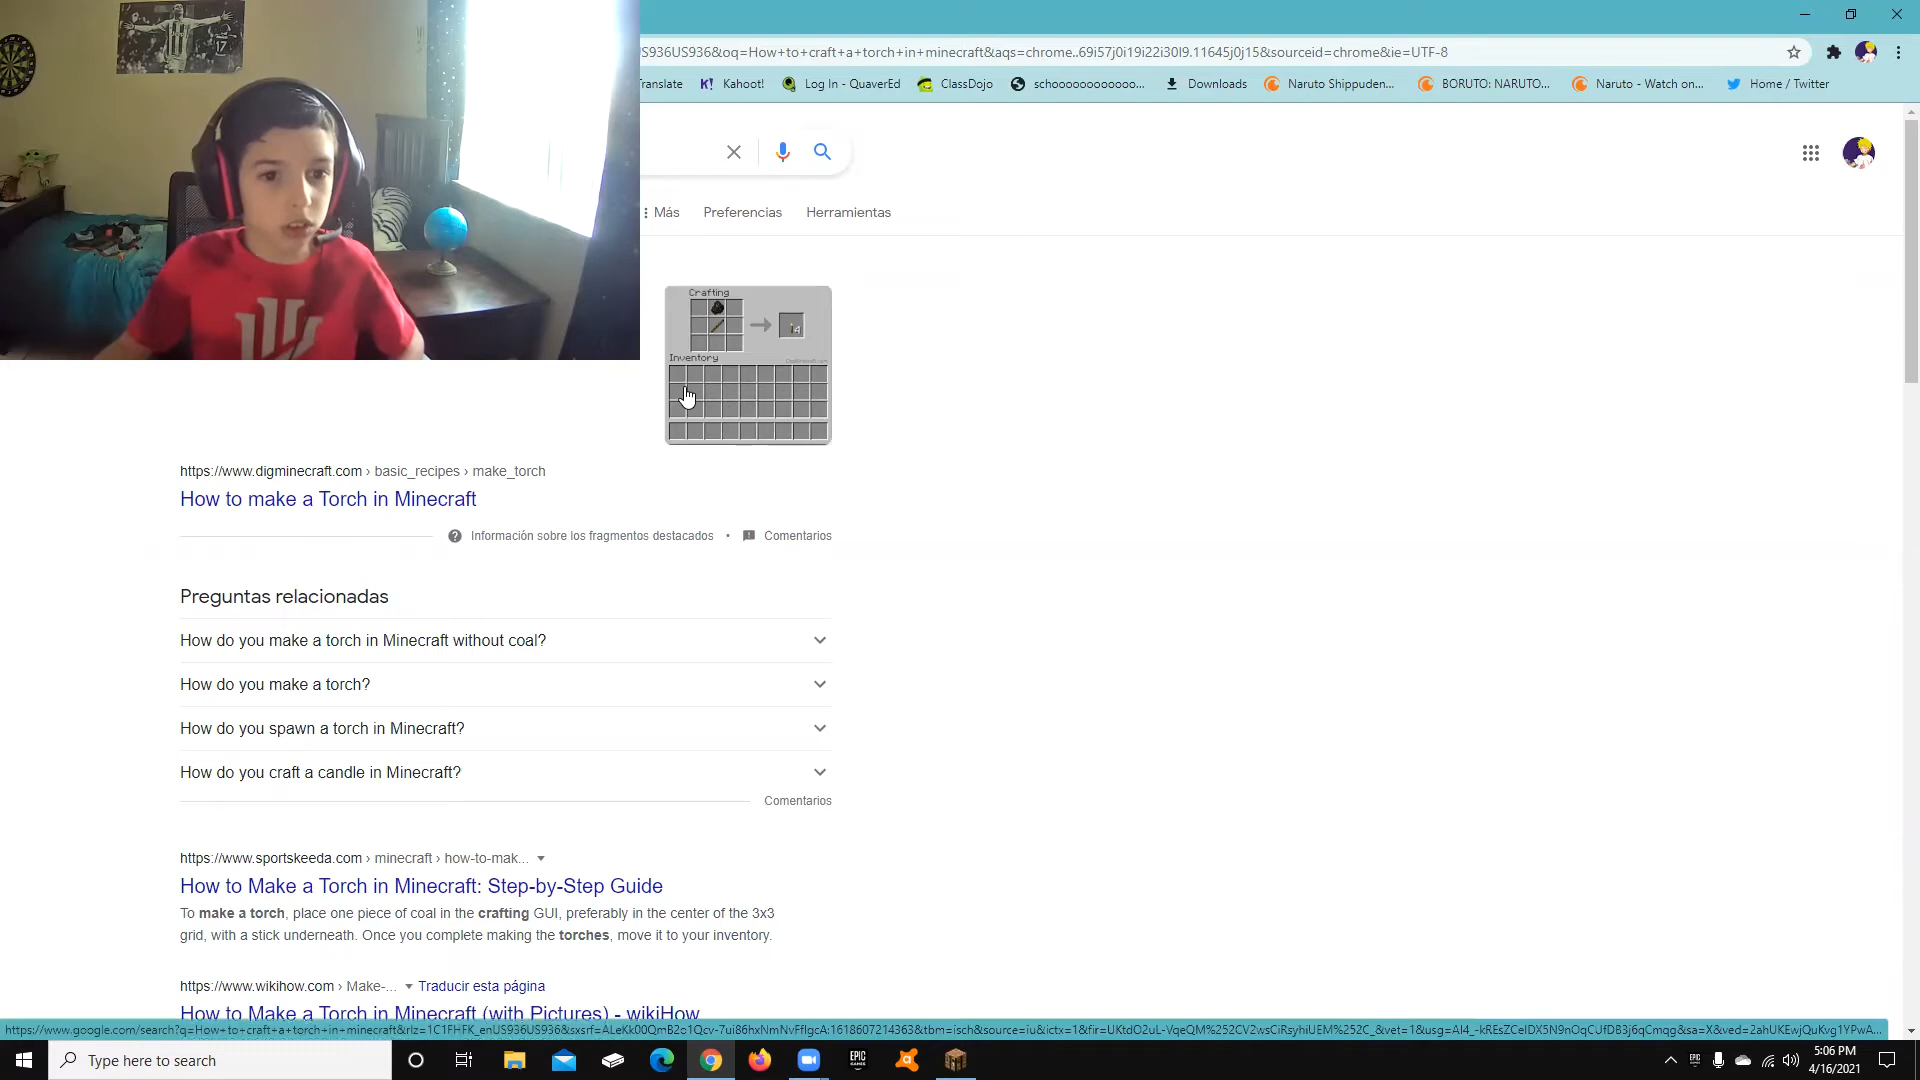 17
S936US936&oq=How+to+craft+a+torch+in+minecraft&aqs=chrome..69i57j0i19i22i30l9.11645j0j15&sourceid=chrome&ie=UTF-8
ranslate Kahoot! Log In - QuaverEd ClassDojo schooooooooooo... Downloads Naruto Shippuden... BORUTO: NARUTO... Naruto - Watch on... Home / Twitter
Más Preferencias Herramientas
Crafting
4
Inventory
https://www.digminecraft.com › basic_recipes › make_torch
How to make a Torch in Minecraft
Información sobre los fragmentos destacados • Comentarios
Preguntas relacionadas
How do you make a torch in Minecraft without coal?
How do you make a torch?
How do you spawn a torch in Minecraft?
How do you craft a candle in Minecraft?
Comentarios
https://www.sportskeeda.com › minecraft › how-to-mak...
How to Make a Torch in Minecraft: Step-by-Step Guide
To make a torch, place one piece of coal in the crafting GUI, preferably in the center of the 3x3
grid, with a stick underneath. Once you complete making the torches, move it to your inventory.
https://www.wikihow.com › Make-... Traducir esta página
How to Make a Torch in Minecraft (with Pictures) - wikiHow
Type here to search
EPIC
GAMES
5:06 PM
4/16/2021